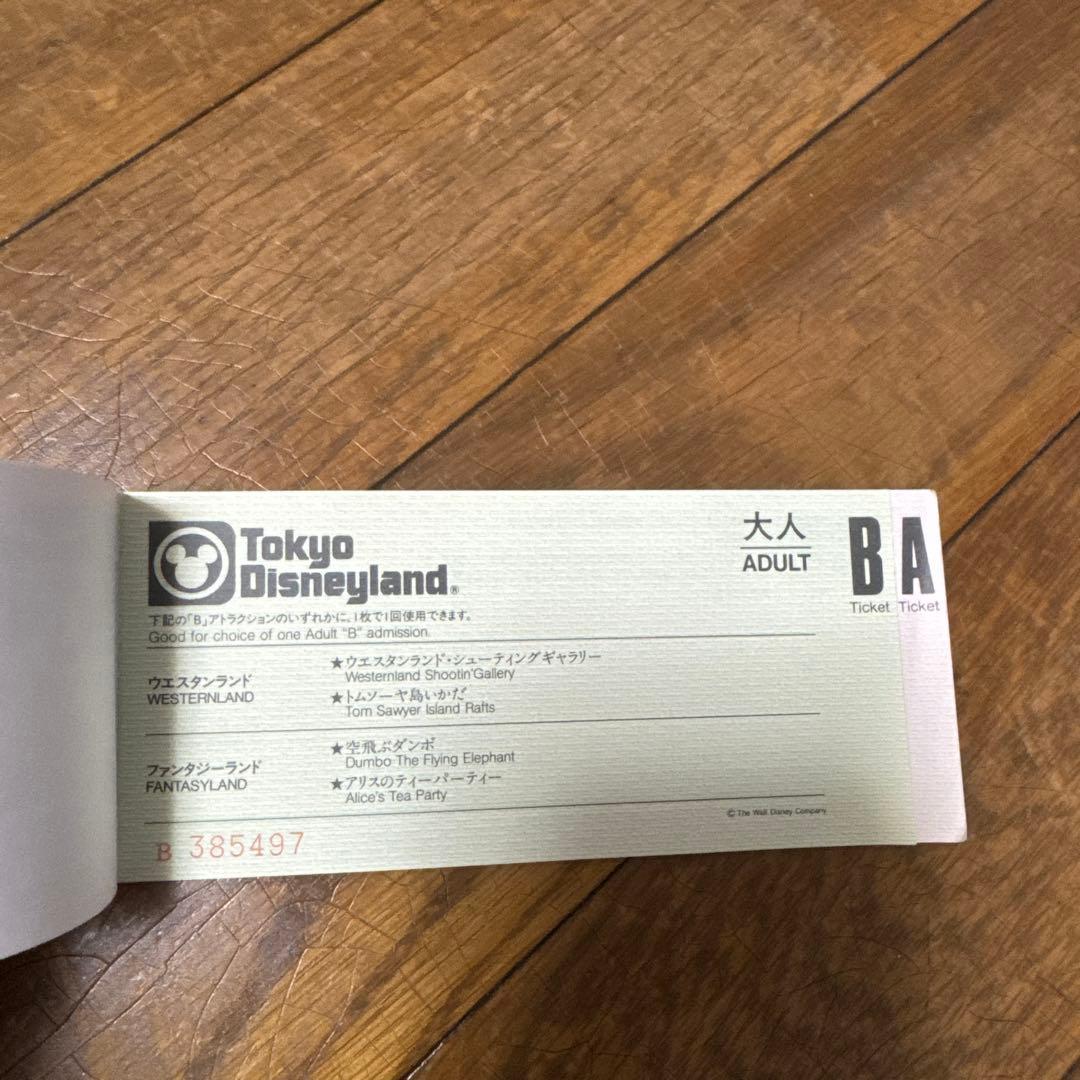 Tokyo
Disneyland®
大人
ADULT
B
Ticket
A
Ticket
下記の「B」アトラクションのいずれかに、1枚で1回使用できます。
Good for choice of one Adult "B" admission.
ウエスタンランド
WESTERNLAND
★ウエスタンランド・シューティングギャラリー
Westernland Shootin'Gallery
★トムソーヤ島いかだ
Tom Sawyer Island Rafts
ファンタジーランド
FANTASYLAND
★空飛ぶダンボ
Dumbo The Flying Elephant
★アリスのティーパーティー
Alice's Tea Party
© The Walt Disney Company
B 385497